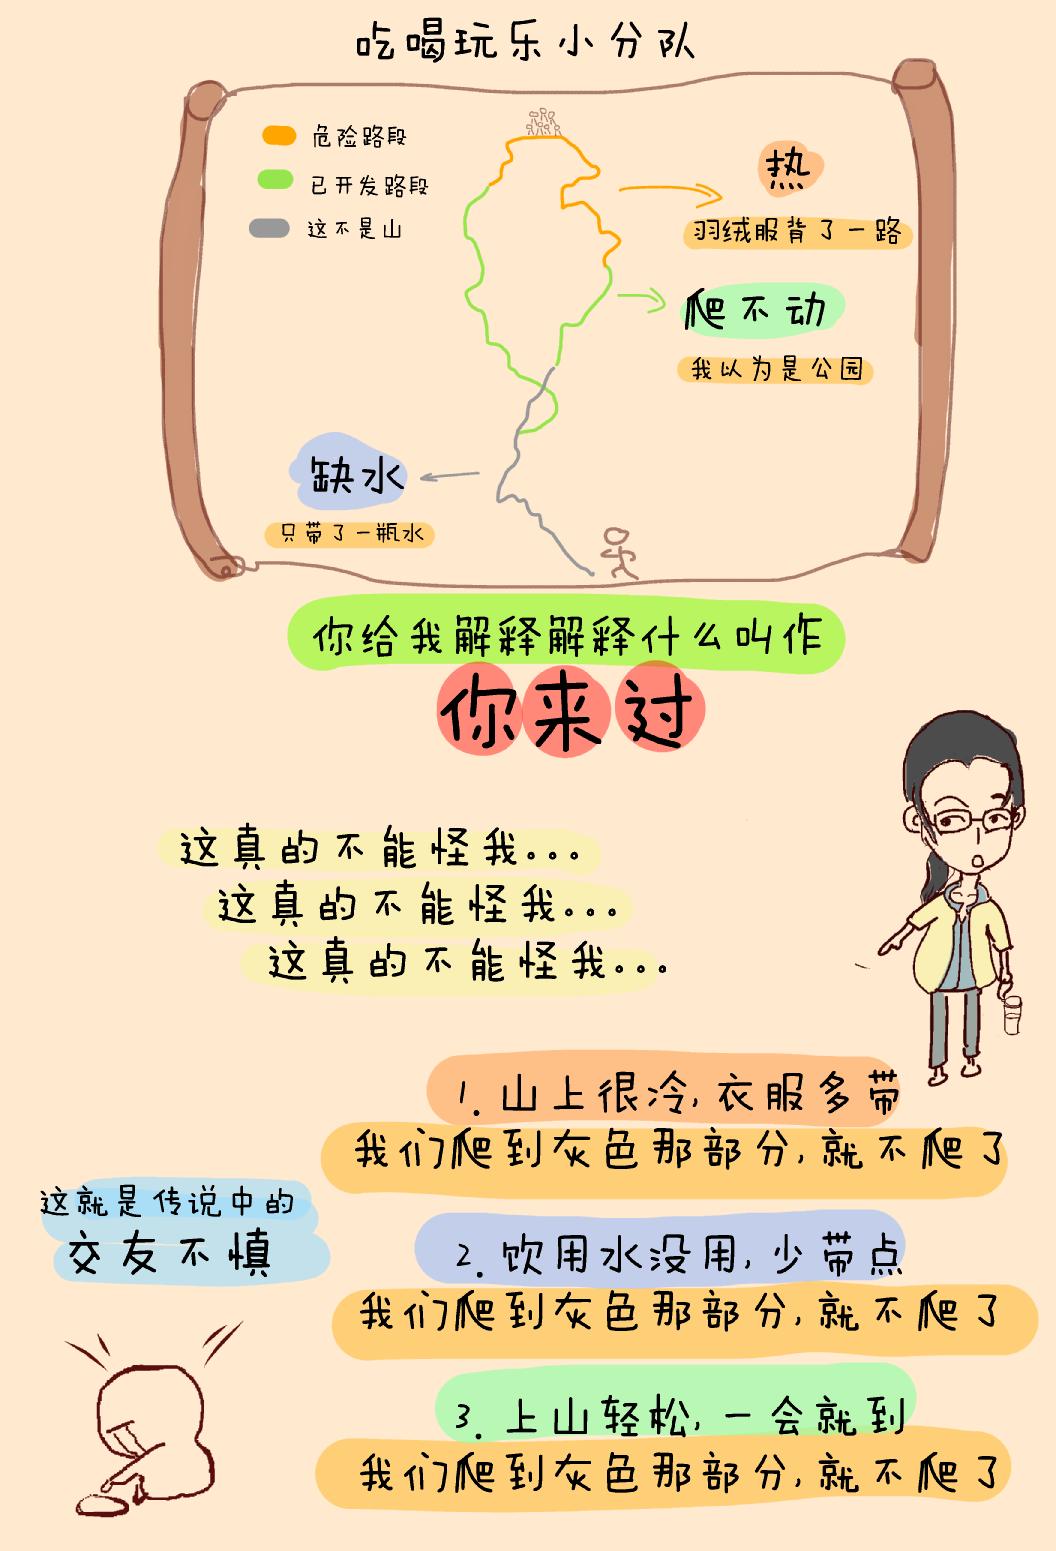 吃喝玩乐小分队
危险路段
已开发路段
这不是山
热
羽绒服背了一路
爬不动
我以为是公园
缺水
只带了一瓶水
你给我解释解释什么叫作
你来过
这真的不能怪我...
这真的不能怪我...
这真的不能怪我...
1. 山上很冷,衣服多带
我们爬到灰色那部分,就不爬了
这就是传说中的
交友不慎
2. 饮用水没用,少带点
我们爬到灰色那部分,就不爬了
3. 上山轻松,一会就到
我们爬到灰色那部分,就不爬了